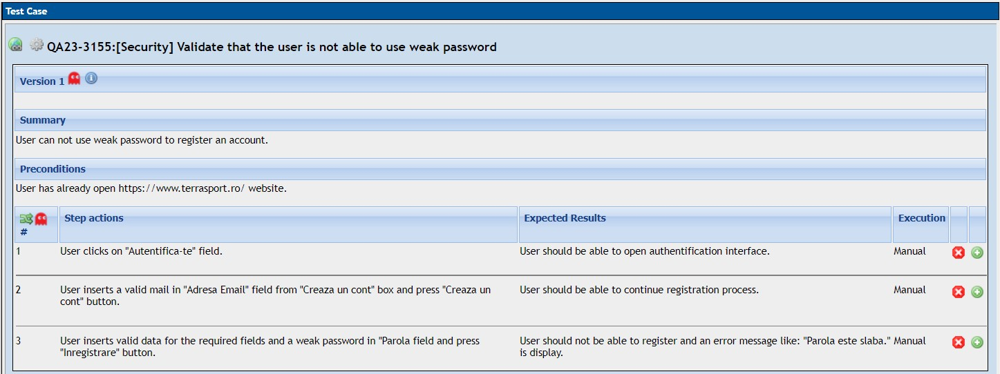 Test Case
QA23-3155:[Security] Validate that the user is not able to use weak password
Version 1
Summary
User can not use weak password to register an account.
Preconditions
User has already open https://www.terrasport.ro/ website.
# Step actions Expected Results Execution
1 User clicks on "Autentifica-te" field. User should be able to open authentification interface. Manual
2 User inserts a valid mail in "Adresa Email" field from "Creaza un cont" box and press "Creaza un User should be able to continue registration process. Manual
cont" button.
3 User inserts valid data for the required fields and a weak password in "Parola field and press User should not be able to register and an error message like: "Parola este slaba." Manual
"Inregistrare" button. is display.